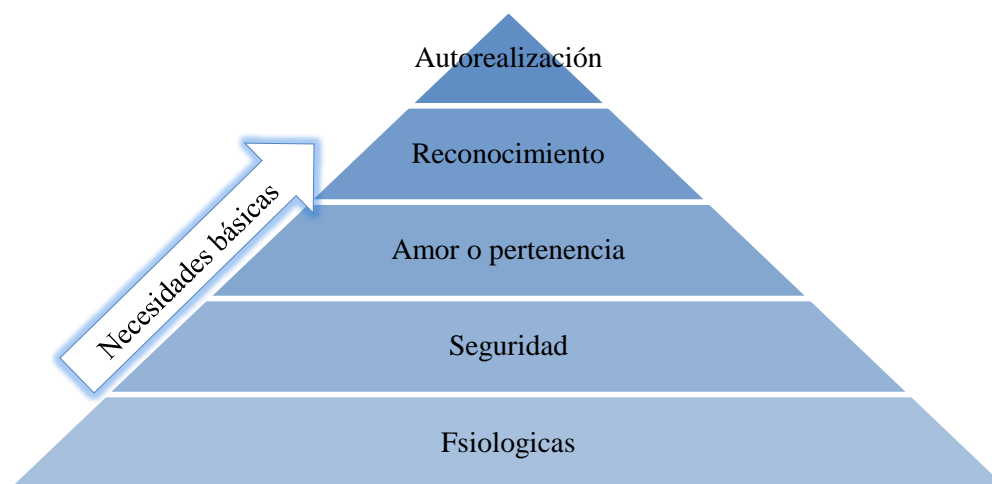 Autorealización
Reconocimiento
Amor o pertenencia
Seguridad
Fsiologicas
Necesidades básicas